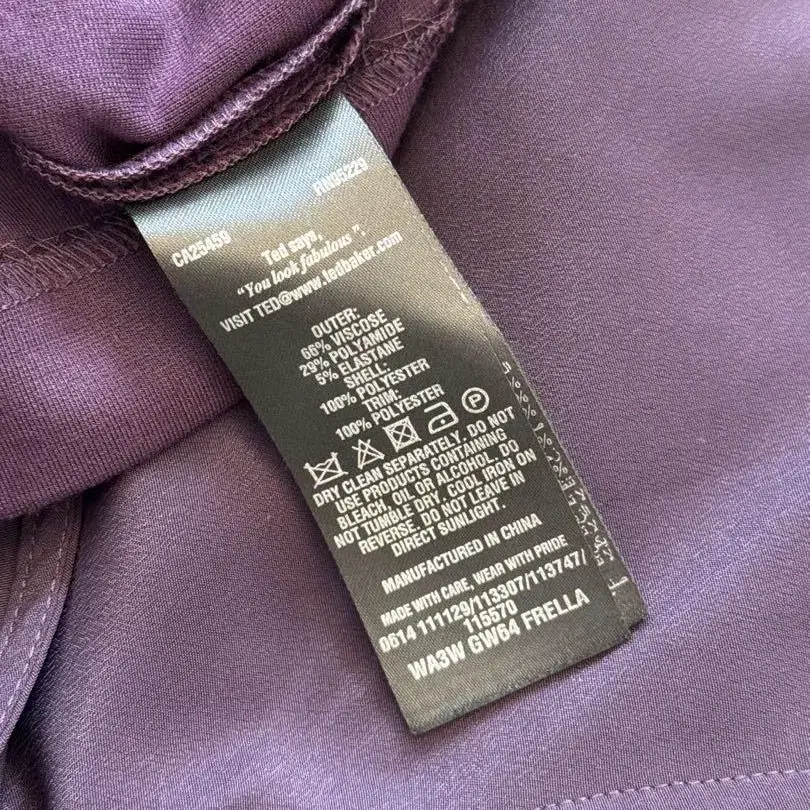 CA25459 RN95229
Ted says,
"You look fabulous".
VISIT TED@www.tedbaker.com
OUTER:
66% VISCOSE
29% POLYAMIDE
5% ELASTANE
SHELL:
100% POLYESTER
TRIM:
100% POLYESTER
P
DRY CLEAN SEPARATELY. DO NOT
USE PRODUCTS CONTAINING
BLEACH, OIL OR ALCOHOL. DO
NOT TUMBLE DRY. COOL IRON ON
REVERSE. DO NOT LEAVE IN
DIRECT SUNLIGHT.
MANUFACTURED IN CHINA
MADE WITH CARE, WEAR WITH PRIDE
0614 111129/113307/113747/
115570
WA3W GW64 FRELLA